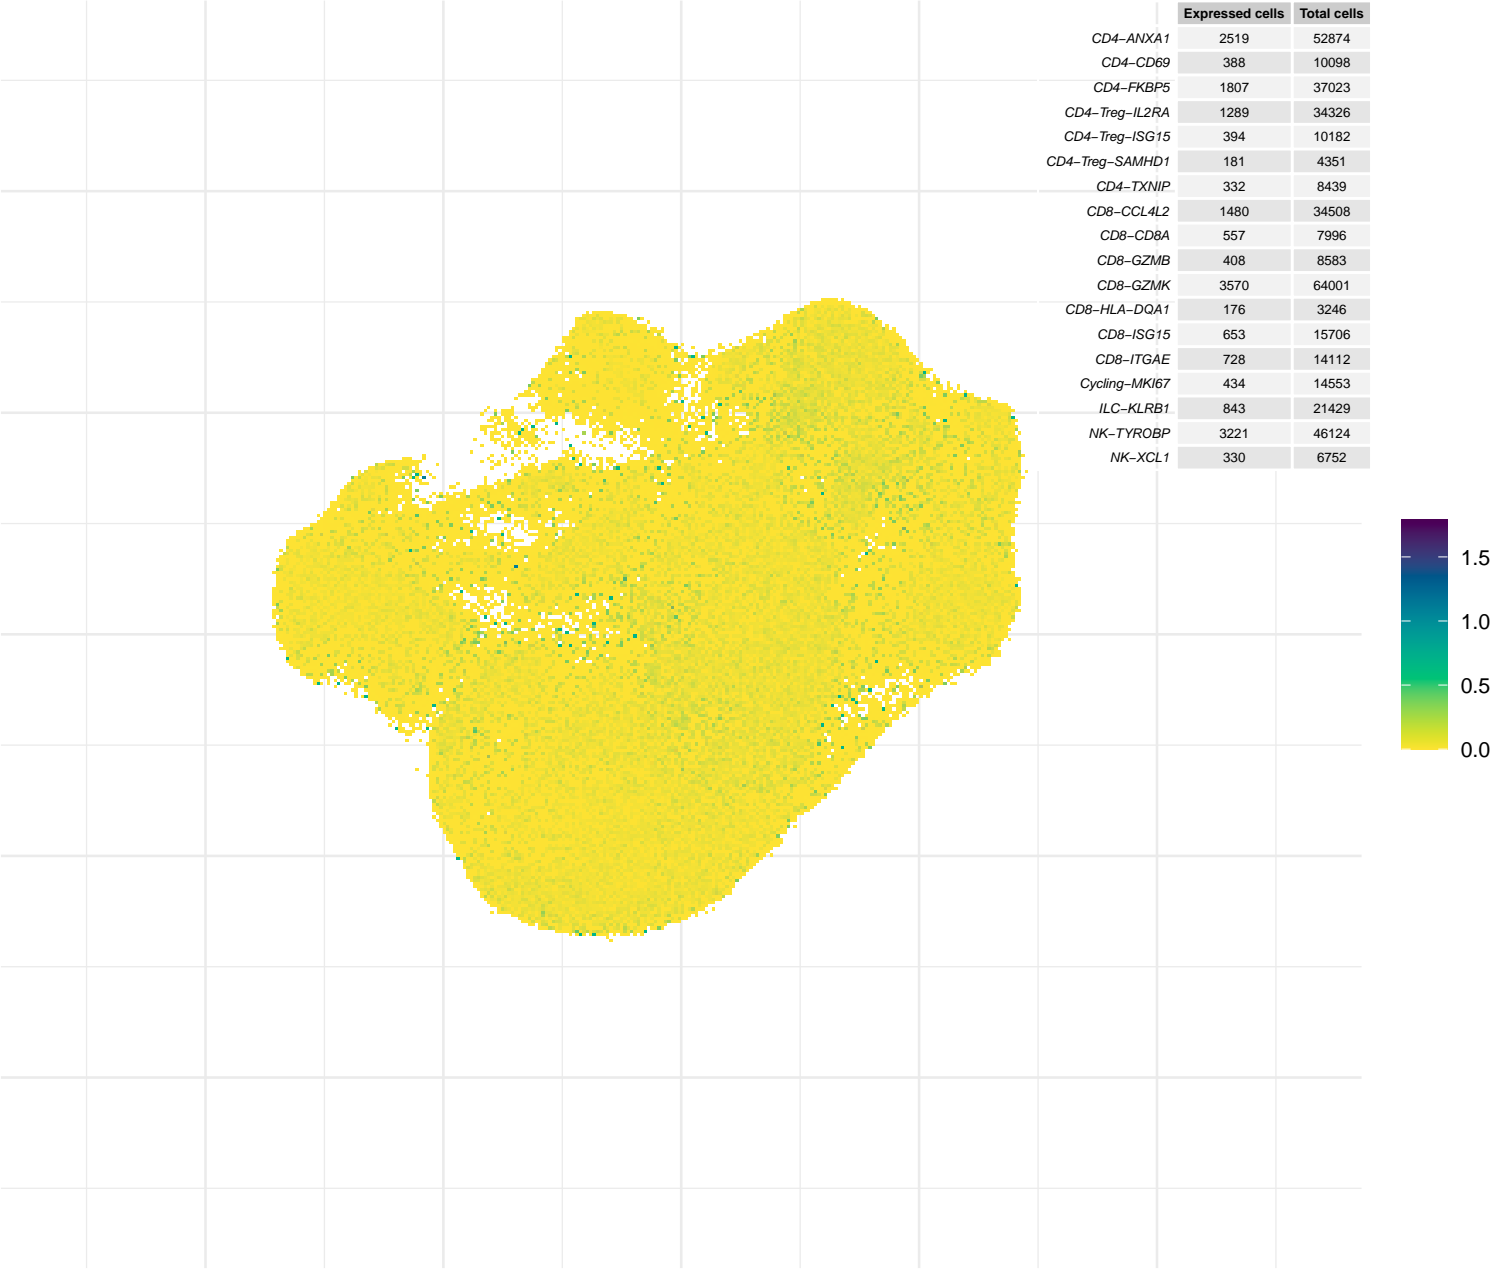 Expressed cells Total cells
CD4−ANXA1 2519 52874
CD4−CD69 388 10098
CD4−FKBP5 1807 37023
CD4−Treg−IL2RA 1289 34326
CD4−Treg−ISG15 394 10182
CD4−Treg−SAMHD1 181 4351
CD4−TXNIP 332 8439
CD8−CCL4L2 1480 34508
CD8−CD8A 557 7996
CD8−GZMB 408 8583
CD8−GZMK 3570 64001
CD8−HLA−DQA1 176 3246
CD8−ISG15 653 15706
CD8−ITGAE 728 14112
Cycling−MKI67 434 14553
ILC−KLRB1 843 21429
NK−TYROBP 3221 46124
NK−XCL1 330 6752
1.5
1.0
0.5
0.0